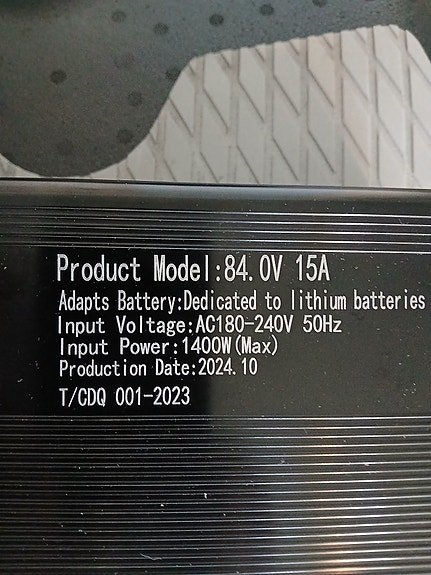 Product Model:84.0V 15A
Adapts Battery:Dedicated to lithium batteries
Input Voltage:AC180-240V 50Hz
Input Power:1400W(Max)
Production Date:2024.10
T/CDQ 001-2023